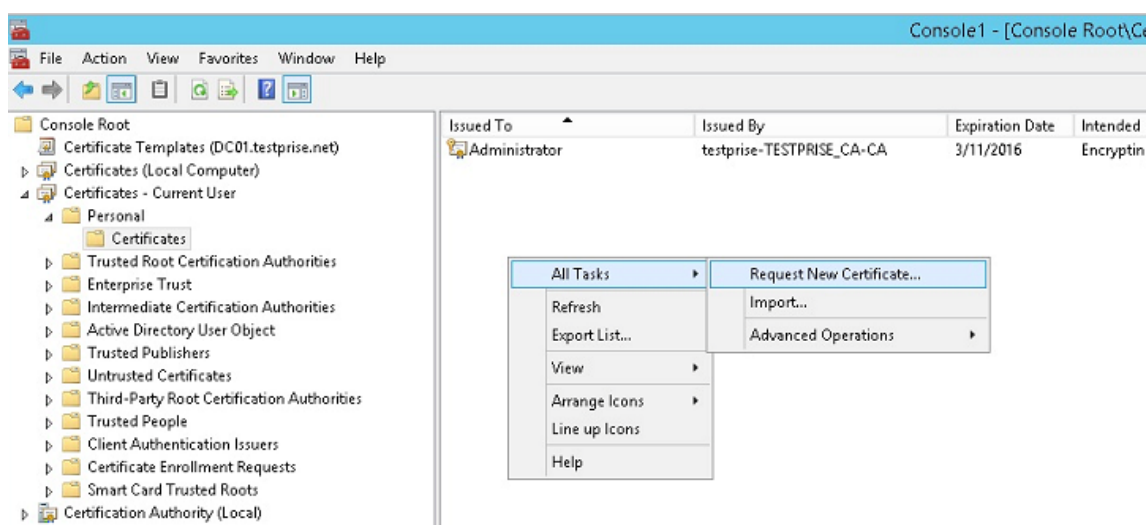 Console1 - [Console Root\Ce
File Action View Favorites Window Help
Console Root
Certificate Templates (DC01.testprise.net)
Certificates (Local Computer)
Certificates - Current User
Personal
Certificates
Trusted Root Certification Authorities
Enterprise Trust
Intermediate Certification Authorities
Active Directory User Object
Trusted Publishers
Untrusted Certificates
Third-Party Root Certification Authorities
Trusted People
Client Authentication Issuers
Certificate Enrollment Requests
Smart Card Trusted Roots
Certification Authority (Local)
Issued To Issued By Expiration Date Intended
Administrator testprise-TESTPRISE_CA-CA 3/11/2016 Encryptin
All Tasks
Refresh
Export List...
View
Arrange Icons
Line up Icons
Help
Request New Certificate...
Import...
Advanced Operations